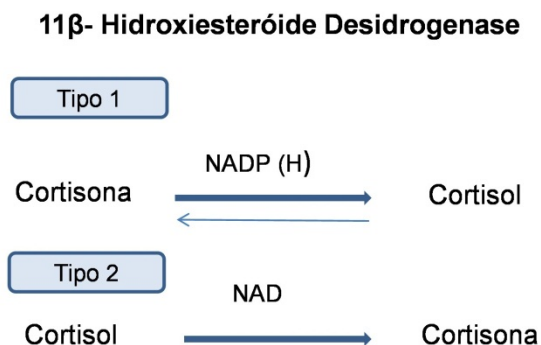 11β- Hidroxiesteróide Desidrogenase
Tipo 1
NADP (H)
Cortisona Cortisol
Tipo 2
NAD
Cortisol Cortisona